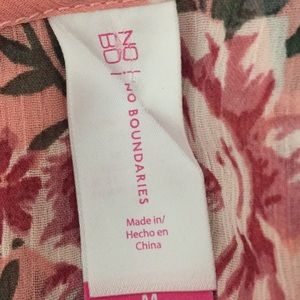 NO!
BO!
NO BOUNDARIES
Made in/
Hecho en
China
M